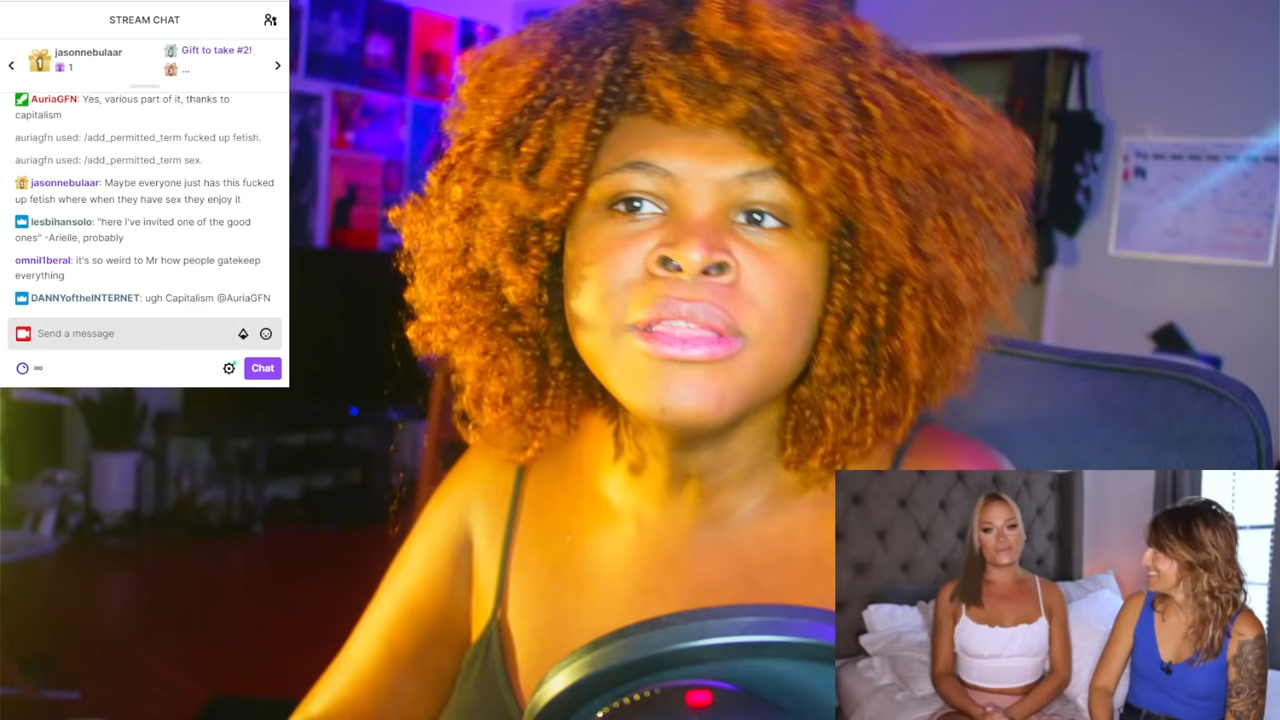 STREAM CHAT
jasonnebulaar
1
Gift to take #2!
...
AuriaGFN: Yes, various part of it, thanks to
capitalism
auriagfn used: /add_permitted_term fucked up fetish.
auriagfn used: /add_permitted_term sex.
jasonnebulaar: Maybe everyone just has this fucked
up fetish where when they have sex they enjoy it
lesbihansolo: "here I've invited one of the good
ones" -Arielle, probably
omnil1beral: it's so weird to Mr how people gatekeep
everything
DANNYoftheINTERNET: ugh Capitalism @AuriaGFN
Send a message
∞
Chat